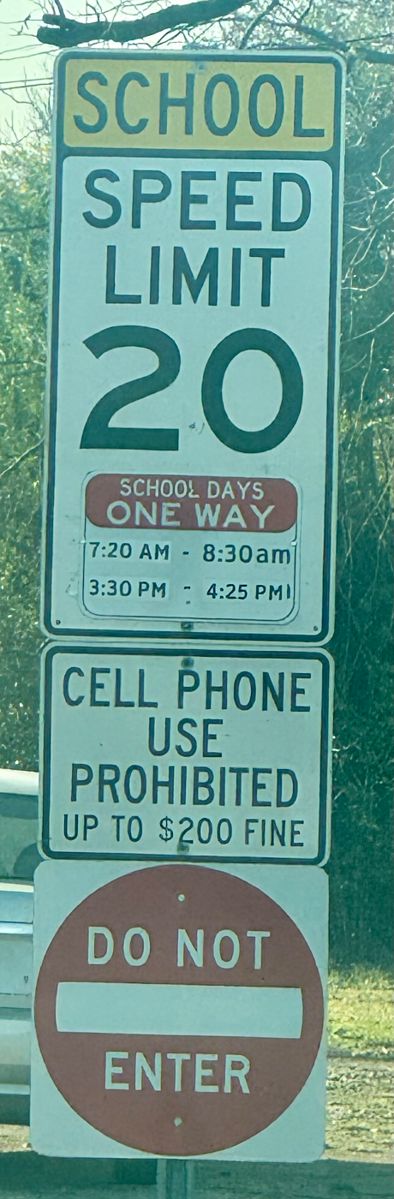 SCHOOL
SPEED
LIMIT
20
SCHOOL DAYS
ONE WAY
7:20 AM - 8:30am
3:30 PM - 4:25 PM
CELL PHONE
USE
PROHIBITED
UP TO $200 FINE
DO NOT
ENTER